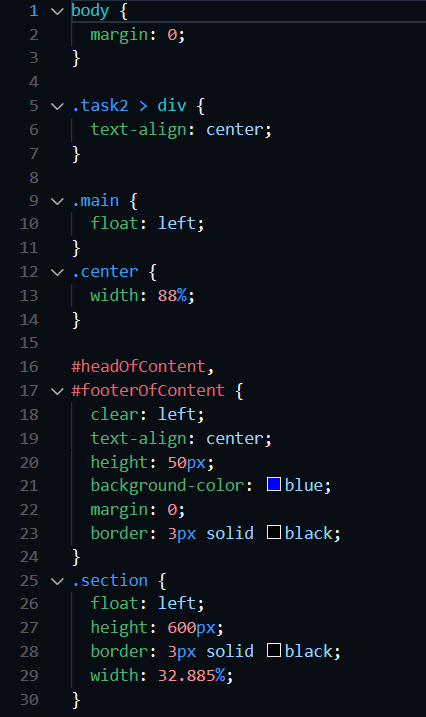 1 body {
2 margin: 0;
3 }
4
5 .task2 > div {
6 text-align: center;
7 }
8
9 .main {
10 float: left;
11 }
12 .center {
13 width: 88%;
14 }
15
16 #headOfContent,
17 #footerOfContent {
18 clear: left;
19 text-align: center;
20 height: 50px;
21 background-color: blue;
22 margin: 0;
23 border: 3px solid black;
24 }
25 .section {
26 float: left;
27 height: 600px;
28 border: 3px solid black;
29 width: 32.885%;
30 }